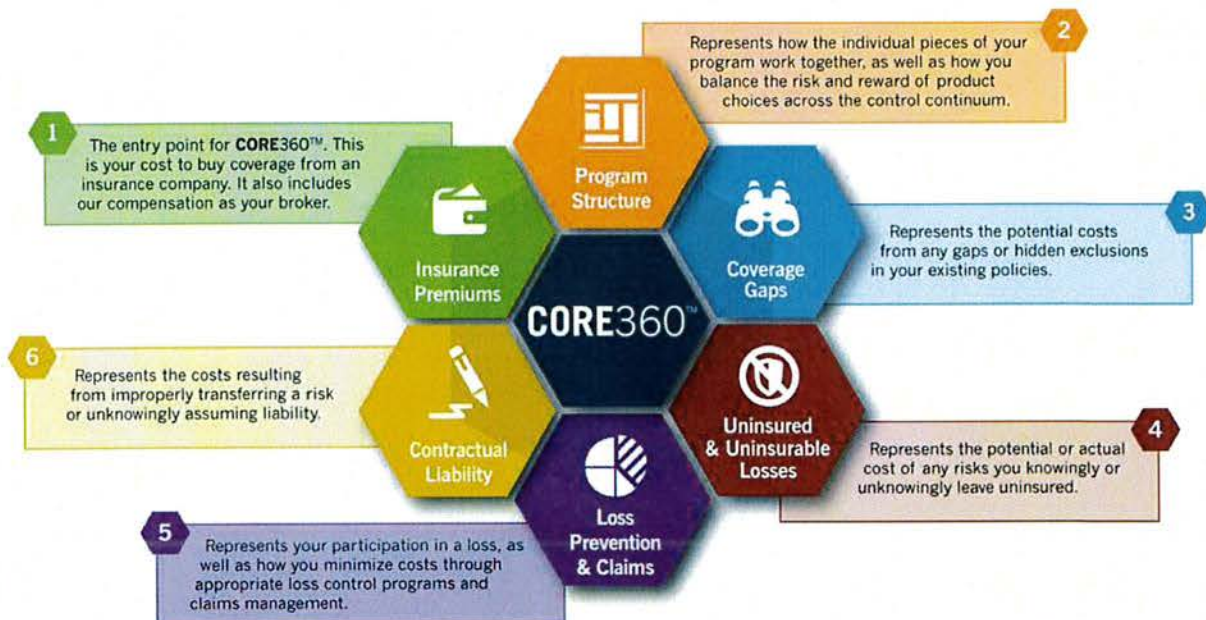 1
The entry point for CORE360™. This
is your cost to buy coverage from an
insurance company. It also includes
our compensation as your broker.
Insurance
Premiums
2
Represents how the individual pieces of your
program work together, as well as how you
balance the risk and reward of product
choices across the control continuum.
Program
Structure
3
Represents the potential costs
from any gaps or hidden exclusions
in your existing policies.
Coverage
Gaps
CORE360™
4
Represents the potential or actual
cost of any risks you knowingly or
unknowingly leave uninsured.
Uninsured
& Uninsurable
Losses
5
Represents your participation in a loss, as
well as how you minimize costs through
appropriate loss control programs and
claims management.
Loss
Prevention
& Claims
6
Represents the costs resulting
from improperly transferring a risk
or unknowingly assuming liability.
Contractual
Liability